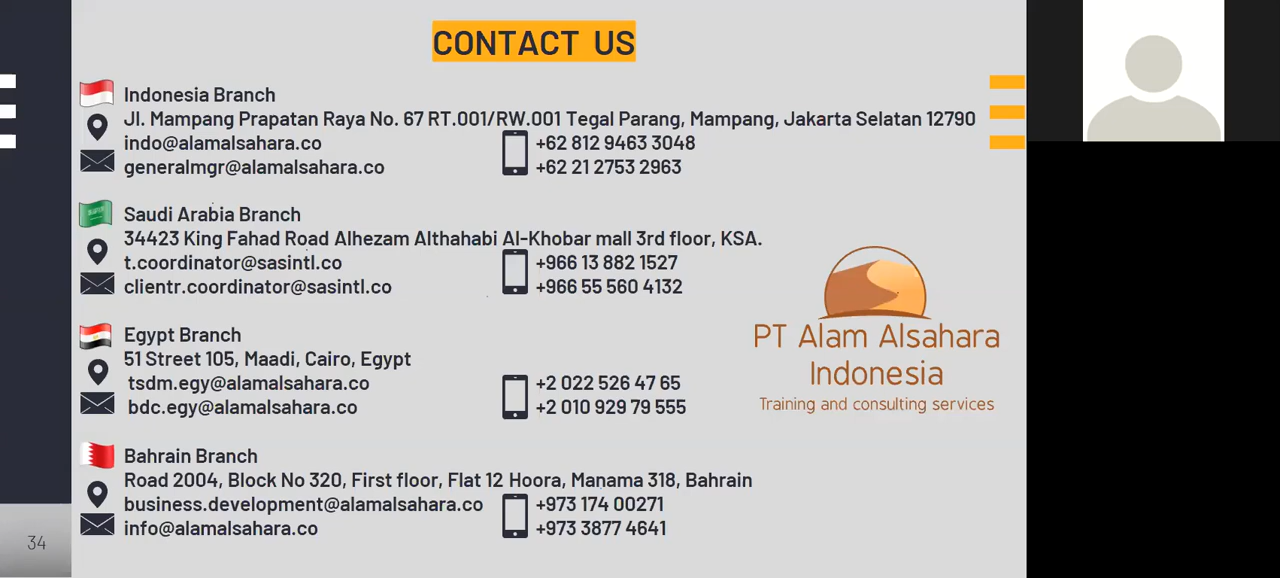 CONTACT US
Indonesia Branch
Jl. Mampang Prapatan Raya No. 67 RT.001/RW.001 Tegal Parang, Mampang, Jakarta Selatan 12790
indo@alamalsahara.co
+62 812 9463 3048
generalmgr@alamalsahara.co
+62 21 2753 2963
Saudi Arabia Branch
34423 King Fahad Road Alhezam Althahabi Al-Khobar mall 3rd floor, KSA.
t.coordinator@sasintl.co
+966 13 882 1527
clientr.coordinator@sasintl.co
+966 55 560 4132
Egypt Branch
51 Street 105, Maadi, Cairo, Egypt
tsdm.egy@alamalsahara.co
+2 022 526 47 65
bdc.egy@alamalsahara.co
+2 010 929 79 555
Bahrain Branch
Road 2004, Block No 320, First floor, Flat 12 Hoora, Manama 318, Bahrain
business.development@alamalsahara.co
+973 174 00271
info@alamalsahara.co
+973 3877 4641
PT Alam Alsahara
Indonesia
Training and consulting services
34